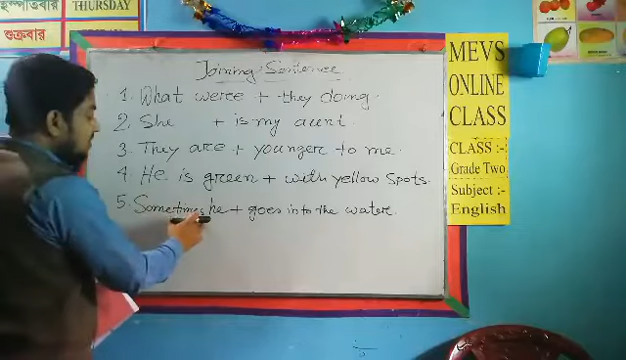 বৃহস্পতিবার THURSDAY
শুক্রবার
Joining Sentence
1. What were + they doing.
2. She + is my aunt.
3. They are + younger to me.
4. He is green + with yellow spots.
5. Sometimes he + goes into the water.
MEVS
ONLINE
CLASS
CLASS :-
Grade Two
Subject :-
English